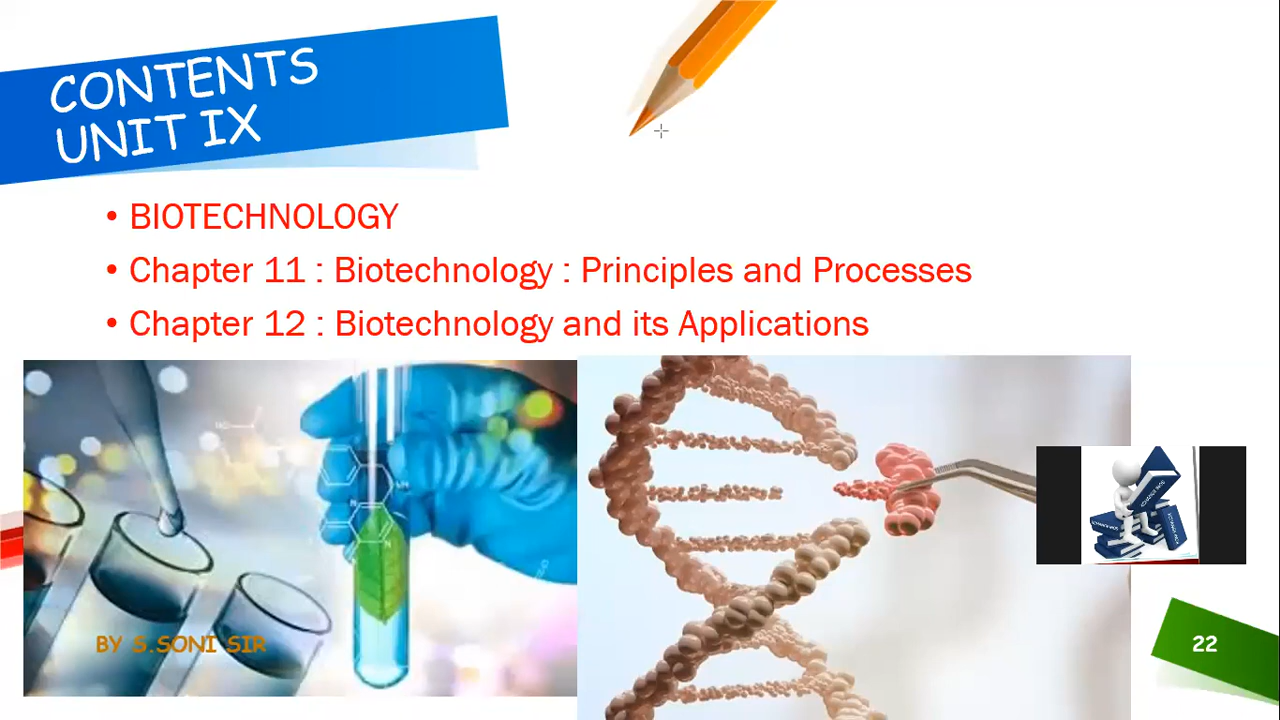 CONTENTS
UNIT IX
• BIOTECHNOLOGY
• Chapter 11 : Biotechnology : Principles and Processes
• Chapter 12 : Biotechnology and its Applications
BY S.SONI SIR
22